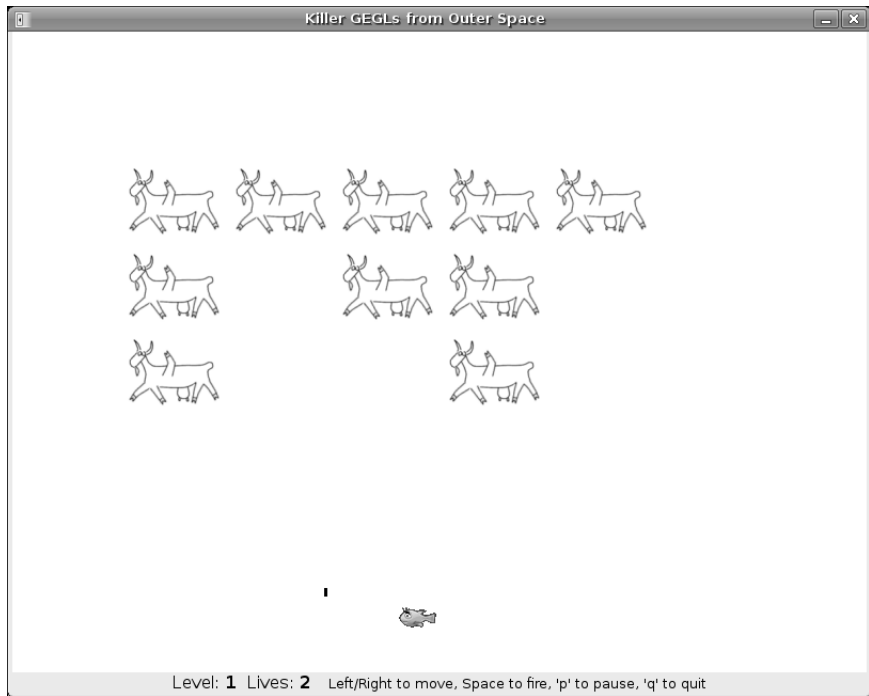 Killer GEGLs from Outer Space
Level: 1 Lives: 2 Left/Right to move, Space to fire, 'p' to pause, 'q' to quit